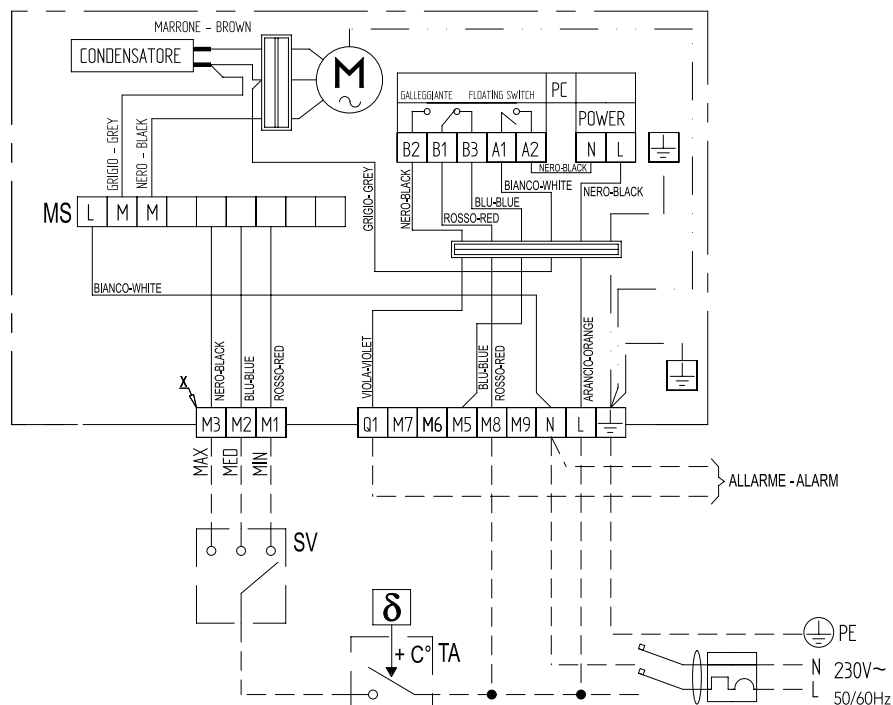 MARRONE - BROWN
CONDENSATORE
M
GALLEGGIANTE FLOATING SWITCH
PC
POWER
B2 B1 B3 A1 A2 N L
NERO-BLACK
BIANCO-WHITE
NERO-BLACK
BLU-BLUE
ROSSO-RED
NERO-BLACK
GRIGIO - GREY
NERO - BLACK
GRIGIO-GREY
MS L M M
BIANCO-WHITE
NERO-BLACK
BLU-BLUE
ROSSO-RED
VIOLA-VIOLET
BLU-BLUE
ROSSO-RED
ARANCIO-ORANGE
X
M3 M2 M1 Q1 M7 M6 M5 M8 M9 N L
MAX
MED
MIN
ALLARME - ALARM
SV
δ
+ C° TA
PE
N 230V~
L 50/60Hz